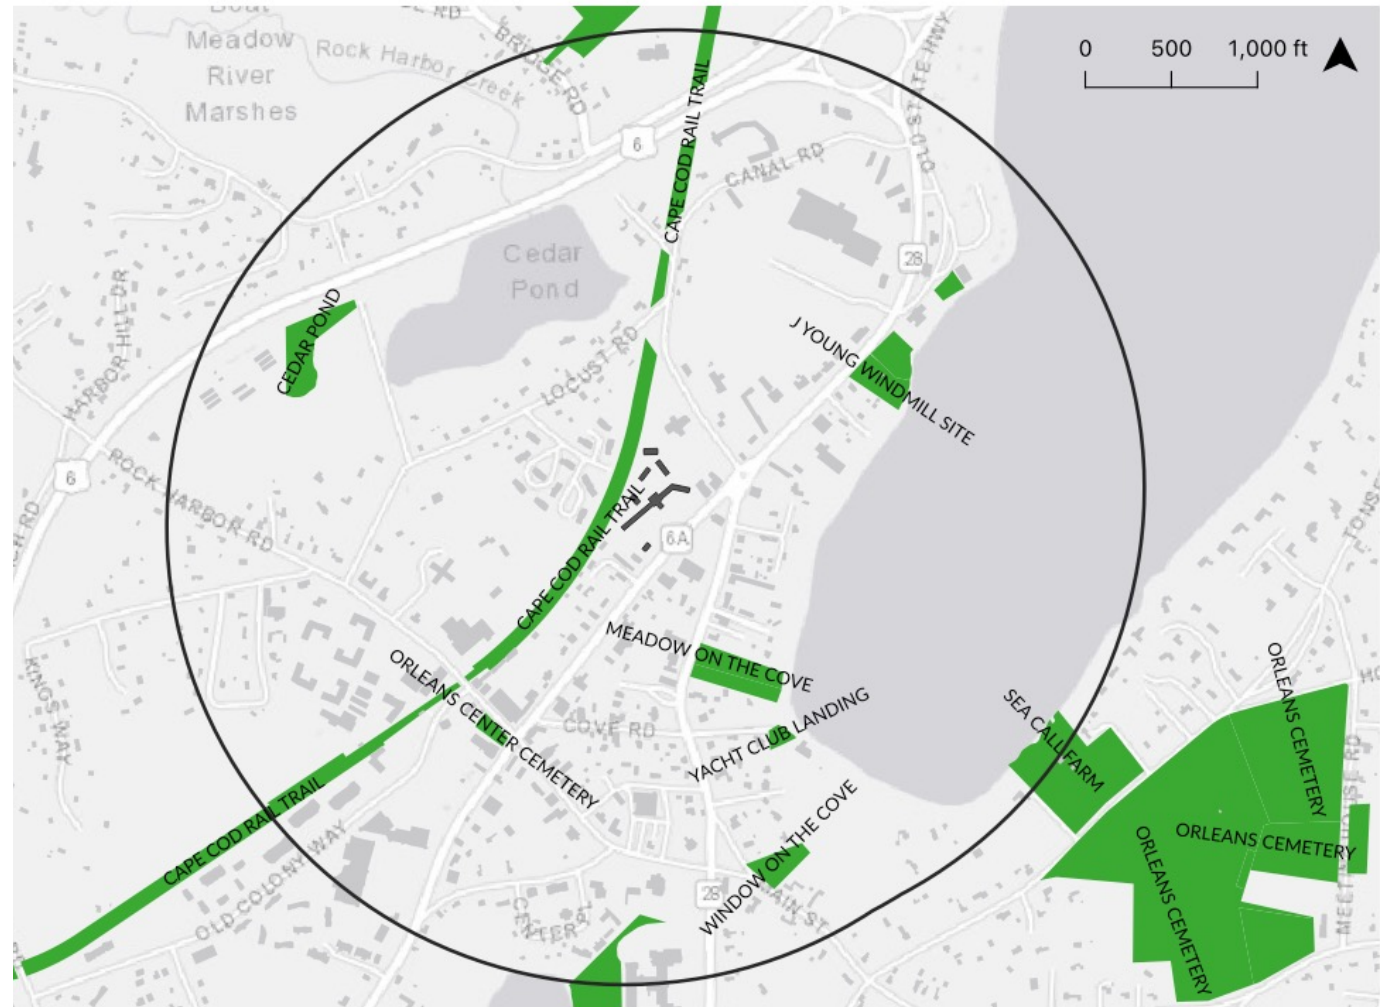 Meadow
River
Marshes
Rock Harbor Creek
BRIDGE RD
0 500 1,000 ft
6
CAPE COD RAIL TRAIL
CANAL RD
OLD STATE HWY
28
Cedar
Pond
CEDAR POND
HARBOR HILL DR
LOCUST RD
J YOUNG WINDMILL SITE
6
ROCK HARBOR RD
6A
CAPE COD RAIL TRAIL
MEADOW ON THE COVE
ORLEANS CENTER CEMETERY
COVE RD
YACHT CLUB LANDING
SEA CALL FARM
KINGS WAY
CAPE COD RAIL TRAIL
OLD COLONY WAY
WINDOW ON THE COVE
28
MAIN ST
ORLEANS CEMETERY
ORLEANS CEMETERY
ORLEANS CEMETERY